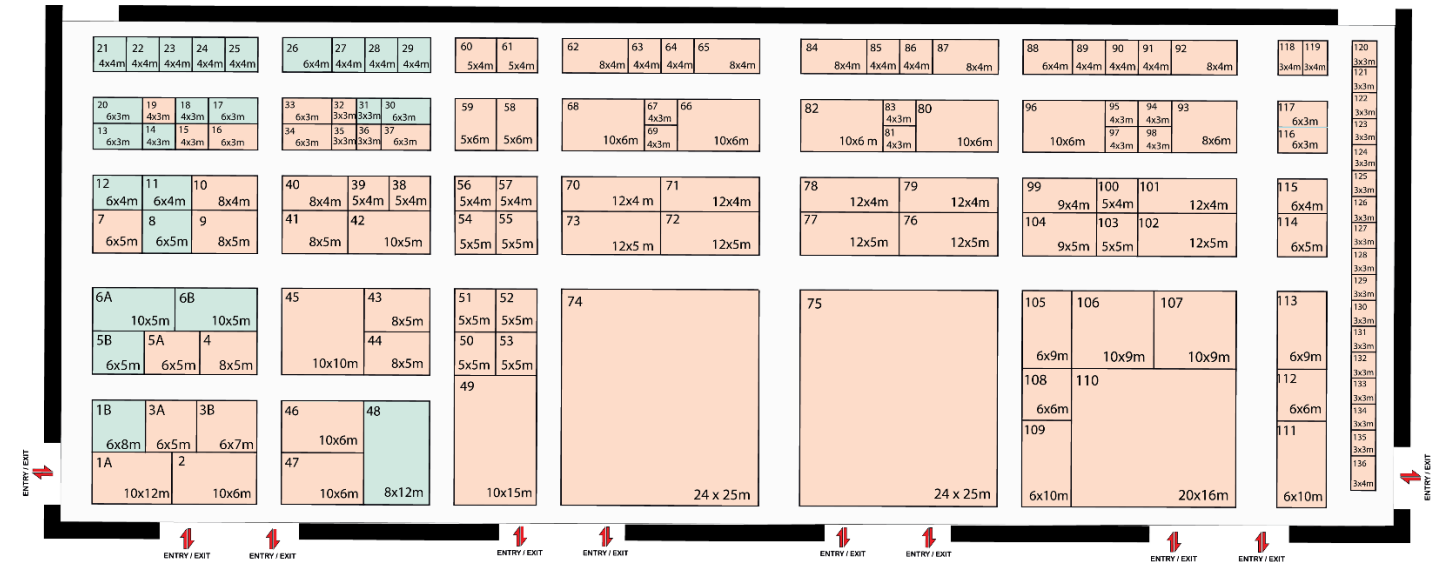 21 22 23 24 25
4x4m 4x4m 4x4m 4x4m 4x4m
26 27 28 29
6x4m 4x4m 4x4m 4x4m
60 61
5x4m 5x4m
62 63 64 65
8x4m 4x4m 4x4m 8x4m
84 85 86 87
8x4m 4x4m 4x4m 8x4m
88 89 90 91 92
6x4m 4x4m 4x4m 4x4m 8x4m
118 119
3x4m 3x4m
20 19 18 17
6x3m 4x3m 4x3m 6x3m
13 14 15 16
6x3m 4x3m 4x3m 6x3m
33 32 31 30
6x3m 3x3m 3x3m 6x3m
34 35 36 37
6x3m 3x3m 3x3m 6x3m
59 58
5x6m 5x6m
68 67 66
4x3m
69
10x6m 4x3m 10x6m
82 83 80
4x3m
81
10x6 m 4x3m 10x6m
96 95 94 93
4x3m 4x3m
97 98
10x6m 4x3m 4x3m 8x6m
117
6x3m
116
6x3m
12 11 10
6x4m 6x4m 8x4m
7 8 9
6x5m 6x5m 8x5m
40 39 38
8x4m 5x4m 5x4m
41 42
8x5m 10x5m
56 57
5x4m 5x4m
54 55
5x5m 5x5m
70 71
12x4 m 12x4m
73 72
12x5 m 12x5m
78 79
12x4m 12x4m
77 76
12x5m 12x5m
99 100 101
9x4m 5x4m 12x4m
104 103 102
9x5m 5x5m 12x5m
115
6x4m
114
6x5m
6A 6B
10x5m 10x5m
5B 5A 4
6x5m 6x5m 8x5m
45 43
8x5m
44
10x10m 8x5m
51 52
5x5m 5x5m
50 53
5x5m 5x5m
49
10x15m
74
24 x 25m
75
24 x 25m
105 106 107
6x9m 10x9m 10x9m
108 110
6x6m
109
6x10m 20x16m
113
6x9m
112
6x6m
111
6x10m
1B 3A 3B
6x8m 6x5m 6x7m
1A 2
10x12m 10x6m
46 48
10x6m
47
10x6m 8x12m
120
3x3m
121
3x3m
122
3x3m
123
3x3m
124
3x3m
125
3x3m
126
3x3m
127
3x3m
128
3x3m
129
3x3m
130
3x3m
131
3x3m
132
3x3m
133
3x3m
134
3x3m
135
3x3m
136
3x4m
ENTRY / EXIT
ENTRY / EXIT
ENTRY / EXIT
ENTRY / EXIT
ENTRY / EXIT
ENTRY / EXIT
ENTRY / EXIT
ENTRY / EXIT
ENTRY / EXIT
ENTRY / EXIT